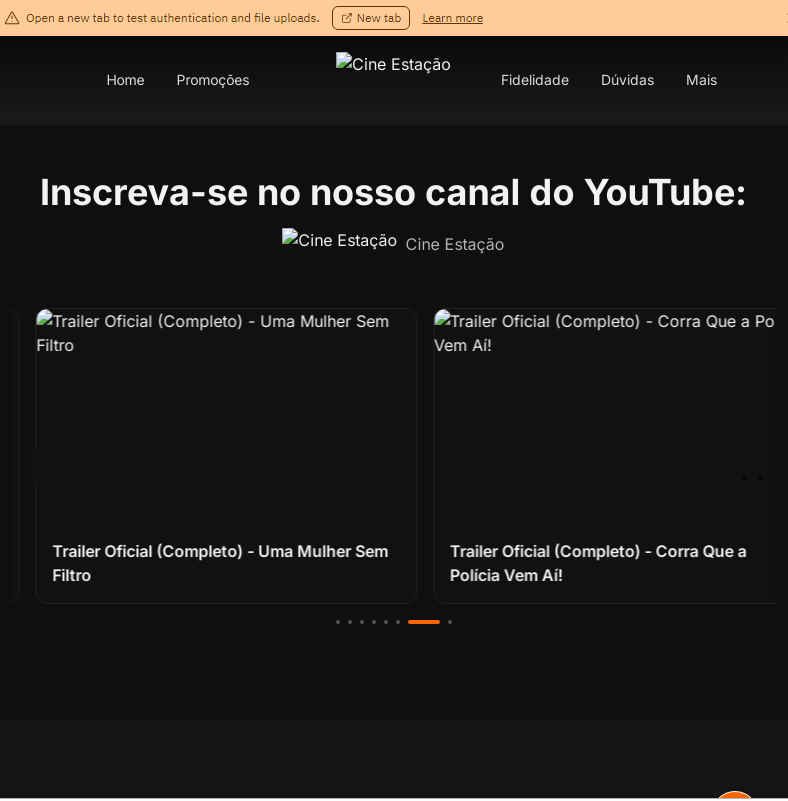 Open a new tab to test authentication and file uploads. New tab Learn more
Home Promoções Cine Estação Fidelidade Dúvidas Mais
Inscreva-se no nosso canal do YouTube:
Cine Estação Cine Estação
Trailer Oficial (Completo) - Uma Mulher Sem
Filtro
Trailer Oficial (Completo) - Corra Que a Po
Vem Aí!
Trailer Oficial (Completo) - Uma Mulher Sem
Filtro
Trailer Oficial (Completo) - Corra Que a
Polícia Vem Aí!